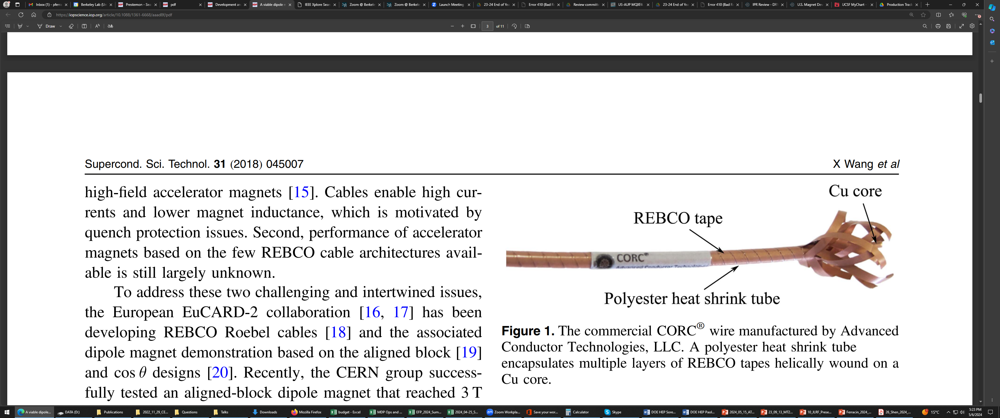 Inbox (1) - pferra
Berkeley Lab (Un
Prestemon - Sea
pdf
Development an
A viable dipole m
IEEE Xplore Sear
Zoom @ Berkele
Zoom @ Berkele
Launch Meeting
23-24 End of Yea
Error 410 (Bad R
Review committe
US-AUP MQXFA
23-24 End of Yea
Error 410 (Bad R
IPR Review - DRY
U.S. Magnet Dev
UCSF MyChart -
Production Track
https://iopscience.iop.org/article/10.1088/1361-6668/aaad8f/pdf
Draw
3 of 11
Supercond. Sci. Technol. 31 (2018) 045007
X Wang et al
high-field accelerator magnets [15]. Cables enable high cur-
rents and lower magnet inductance, which is motivated by
quench protection issues. Second, performance of accelerator
magnets based on the few REBCO cable architectures avail-
able is still largely unknown.
To address these two challenging and intertwined issues,
the European EuCARD-2 collaboration [16, 17] has been
developing REBCO Roebel cables [18] and the associated
dipole magnet demonstration based on the aligned block [19]
and cos θ designs [20]. Recently, the CERN group success-
fully tested an aligned-block dipole magnet that reached 3 T
Cu core
REBCO tape
CORC®
Advanced Conductor Technologies
Polyester heat shrink tube
Figure 1. The commercial CORC® wire manufactured by Advanced
Conductor Technologies, LLC. A polyester heat shrink tube
encapsulates multiple layers of REBCO tapes helically wound on a
Cu core.
A viable dipole...
DATA (D:)
Publications
2022_11_29_CE...
Questions
Talks
Downloads
Mozilla Firefox
budget - Excel
MDP Ops and ...
EFP_2024_Sum...
2024_04-25_S...
Zoom Workpla...
Save your wor...
Calculator
Skype
DOE HEP Sore...
DOE HEP Paol...
2024_05_15_AT...
23_09_13_MT2...
10_JLRF_Prese...
Ferracin_2024_...
26_Shen_2024_...
15°C
5:23 PM
5/6/2024